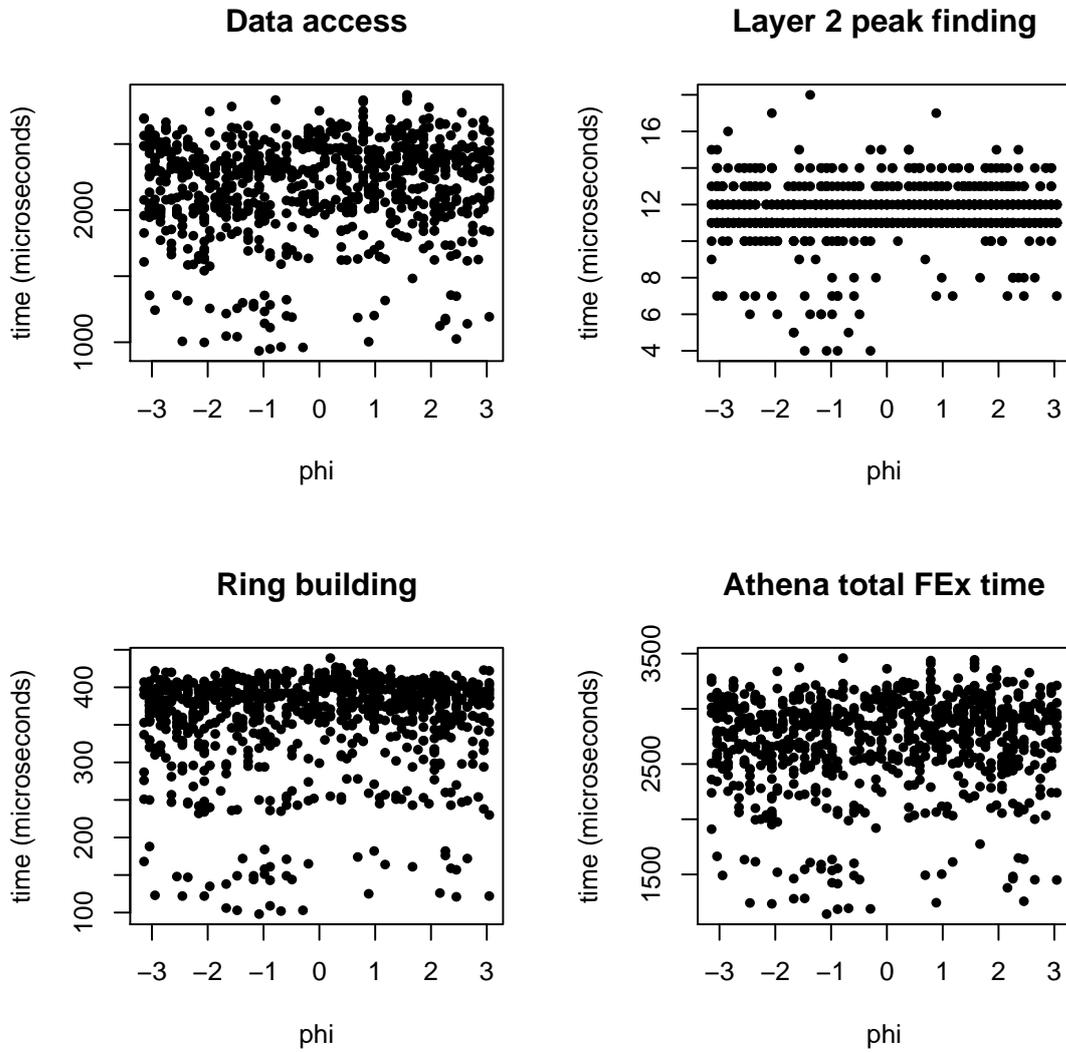 Data access
time (microseconds)
1000 2000
−3 −2 −1 0 1 2 3
phi
Layer 2 peak finding
time (microseconds)
4 6 8 12 16
−3 −2 −1 0 1 2 3
phi
Ring building
time (microseconds)
100 200 300 400
−3 −2 −1 0 1 2 3
phi
Athena total FEx time
time (microseconds)
1500 2500 3500
−3 −2 −1 0 1 2 3
phi